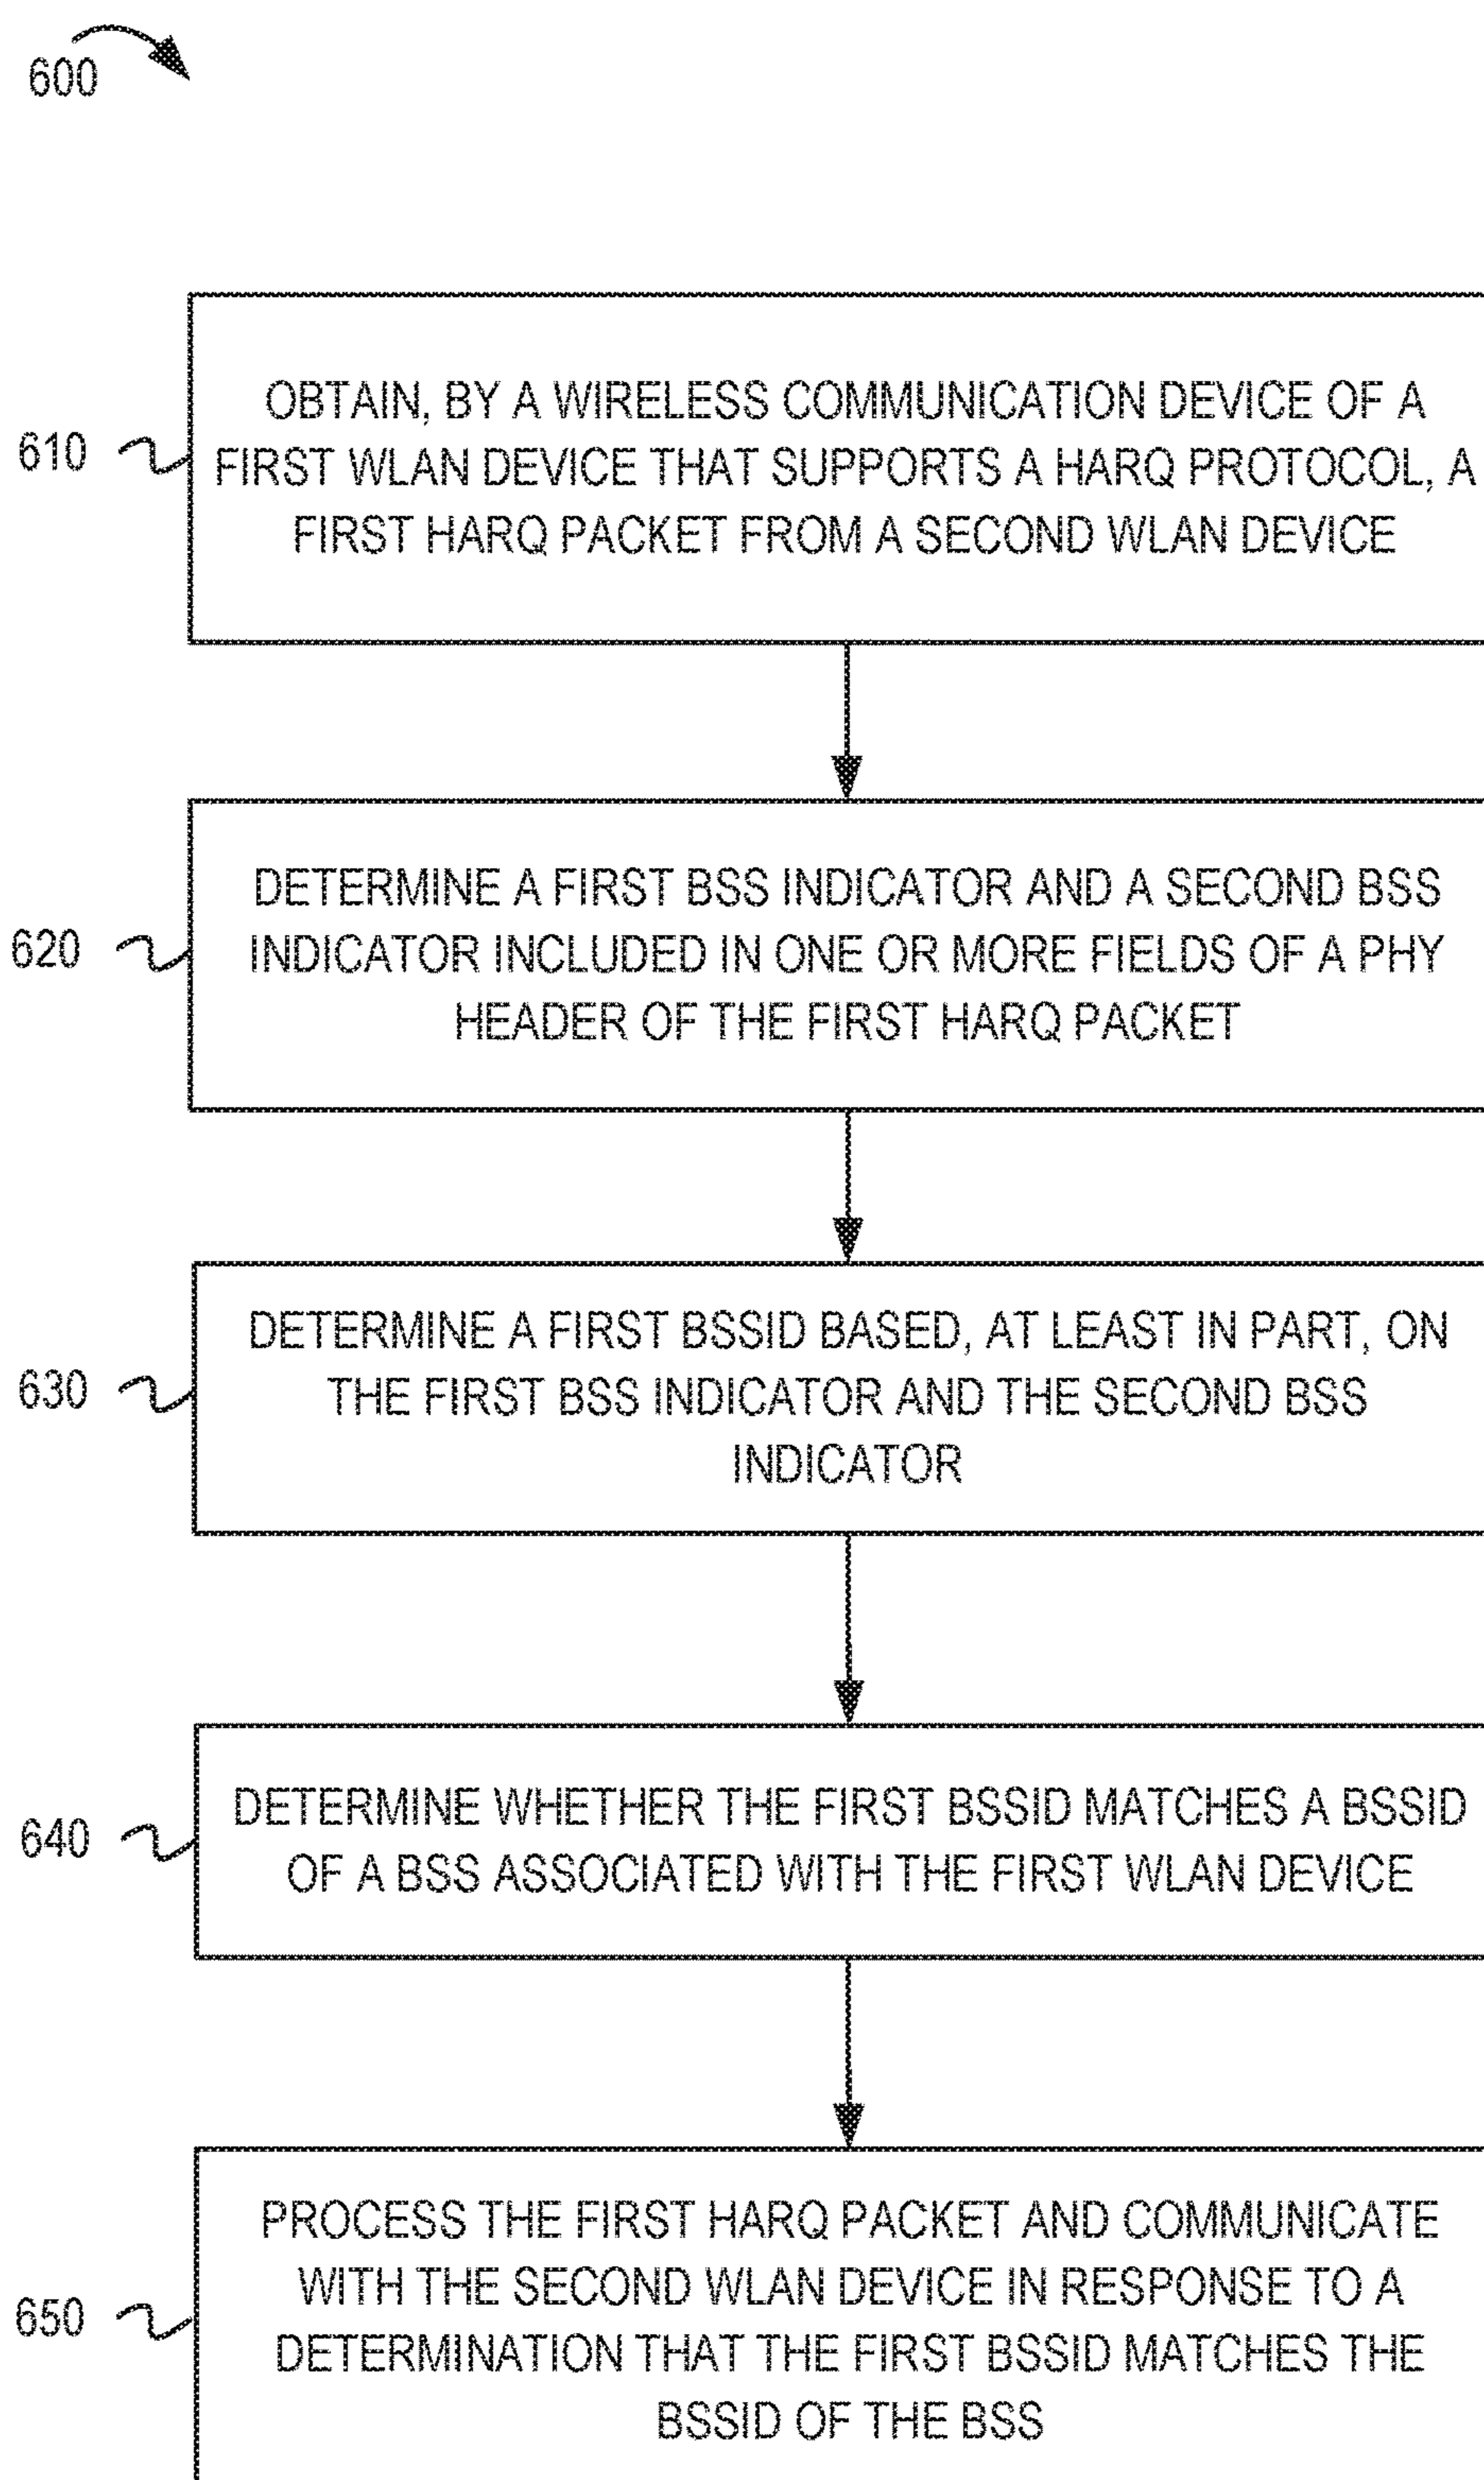 600
610
OBTAIN, BY A WIRELESS COMMUNICATION DEVICE OF A
FIRST WLAN DEVICE THAT SUPPORTS A HARQ PROTOCOL, A
FIRST HARQ PACKET FROM A SECOND WLAN DEVICE
620
DETERMINE A FIRST BSS INDICATOR AND A SECOND BSS
INDICATOR INCLUDED IN ONE OR MORE FIELDS OF A PHY
HEADER OF THE FIRST HARQ PACKET
630
DETERMINE A FIRST BSSID BASED, AT LEAST IN PART, ON
THE FIRST BSS INDICATOR AND THE SECOND BSS
INDICATOR
640
DETERMINE WHETHER THE FIRST BSSID MATCHES A BSSID
OF A BSS ASSOCIATED WITH THE FIRST WLAN DEVICE
650
PROCESS THE FIRST HARQ PACKET AND COMMUNICATE
WITH THE SECOND WLAN DEVICE IN RESPONSE TO A
DETERMINATION THAT THE FIRST BSSID MATCHES THE
BSSID OF THE BSS